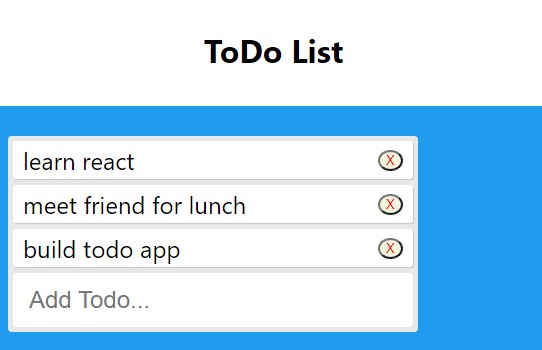 ToDo List
learn react X
meet friend for lunch X
build todo app X
Add Todo...